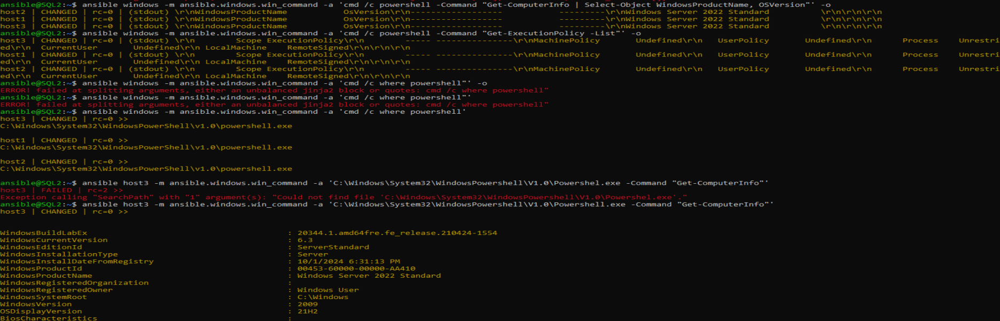 ansible@SQL2:~$ ansible windows -m ansible.windows.win_command -a 'cmd /c powershell -Command "Get-ComputerInfo | Select-Object WindowsProductName, OSVersion"' -o
host2 | CHANGED | rc=0 | (stdout) \r\nWindowsProductName           OsVersion\r\n------------------           ---------\r\nWindows Server 2022 Standard           \r\n\r\n\r\n
host1 | CHANGED | rc=0 | (stdout) \r\nWindowsProductName           OsVersion\r\n------------------           ---------\r\nWindows Server 2022 Standard           \r\n\r\n\r\n
host3 | CHANGED | rc=0 | (stdout) \r\nWindowsProductName           OsVersion\r\n------------------           ---------\r\nWindows Server 2022 Standard           \r\n\r\n\r\n
ansible@SQL2:~$ ansible windows -m ansible.windows.win_command -a 'cmd /c powershell -Command "Get-ExecutionPolicy -List"' -o
host3 | CHANGED | rc=0 | (stdout) \r\n        Scope ExecutionPolicy\r\n        ----- ---------------\r\nMachinePolicy       Undefined\r\n   UserPolicy       Undefined\r\n      Process    Unrestri
ed\r\n  CurrentUser       Undefined\r\n LocalMachine    RemoteSigned\r\n\r\n\r\n
host1 | CHANGED | rc=0 | (stdout) \r\n        Scope ExecutionPolicy\r\n        ----- ---------------\r\nMachinePolicy       Undefined\r\n   UserPolicy       Undefined\r\n      Process    Unrestri
ed\r\n  CurrentUser       Undefined\r\n LocalMachine    RemoteSigned\r\n\r\n\r\n
host2 | CHANGED | rc=0 | (stdout) \r\n        Scope ExecutionPolicy\r\n        ----- ---------------\r\nMachinePolicy       Undefined\r\n   UserPolicy       Undefined\r\n      Process    Unrestri
ed\r\n  CurrentUser       Undefined\r\n LocalMachine    RemoteSigned\r\n\r\n\r\n
ansible@SQL2:~$ ansible windows -m ansible.windows.win_command -a 'cmd /c where powershell"' -o
ERROR! failed at splitting arguments, either an unbalanced jinja2 block or quotes: cmd /c where powershell"
ansible@SQL2:~$ ansible windows -m ansible.windows.win_command -a 'cmd /c where powershell"'
ERROR! failed at splitting arguments, either an unbalanced jinja2 block or quotes: cmd /c where powershell"
ansible@SQL2:~$ ansible windows -m ansible.windows.win_command -a 'cmd /c where powershell'
host3 | CHANGED | rc=0 >>
C:\Windows\System32\WindowsPowerShell\v1.0\powershell.exe
host1 | CHANGED | rc=0 >>
C:\Windows\System32\WindowsPowerShell\v1.0\powershell.exe
host2 | CHANGED | rc=0 >>
C:\Windows\System32\WindowsPowerShell\v1.0\powershell.exe
ansible@SQL2:~$ ansible host3 -m ansible.windows.win_command -a 'C:\Windows\System32\WindowsPowershell\V1.0\Powershel.exe -Command "Get-ComputerInfo"'
host3 | FAILED | rc=2 >>
Exception calling "SearchPath" with "1" argument(s): "Could not find file 'C:\Windows\System32\WindowsPowershell\V1.0\Powershel.exe'."
ansible@SQL2:~$ ansible host3 -m ansible.windows.win_command -a 'C:\Windows\System32\WindowsPowershell\V1.0\Powershell.exe -Command "Get-ComputerInfo"'
host3 | CHANGED | rc=0 >>
WindowsBuildLabEx : 20344.1.amd64fre.fe_release.210424-1554
WindowsCurrentVersion : 6.3
WindowsEditionId : ServerStandard
WindowsInstallationType : Server
WindowsInstallDateFromRegistry : 10/1/2024 6:31:13 PM
WindowsProductId : 00453-60000-00000-AA410
WindowsProductName : Windows Server 2022 Standard
WindowsRegisteredOrganization :
WindowsRegisteredOwner : Windows User
WindowsSystemRoot : C:\Windows
WindowsVersion : 2009
OSDisplayVersion : 21H2
BiosCharacteristics :